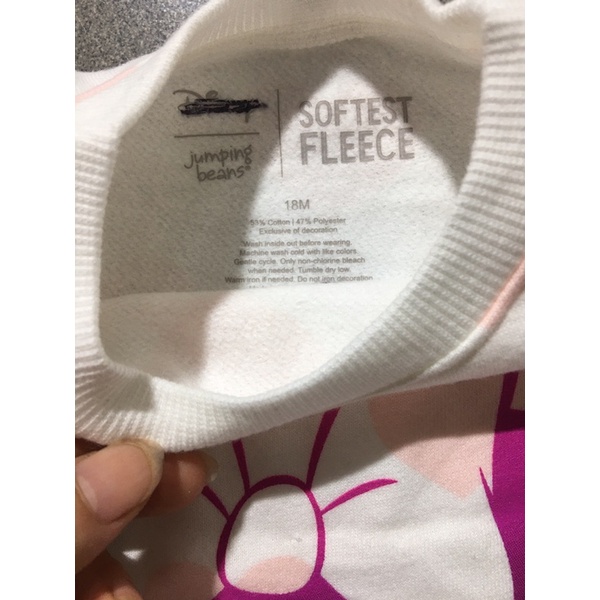 SOFTEST
FLEECE
jumping
beans®
18M
53% Cotton | 47% Polyester
Exclusive of decoration
Wash inside out before wearing.
Machine wash cold with like colors.
Gentle cycle. Only non-chlorine bleach
when needed. Tumble dry low.
Warm iron if needed. Do not iron decoration